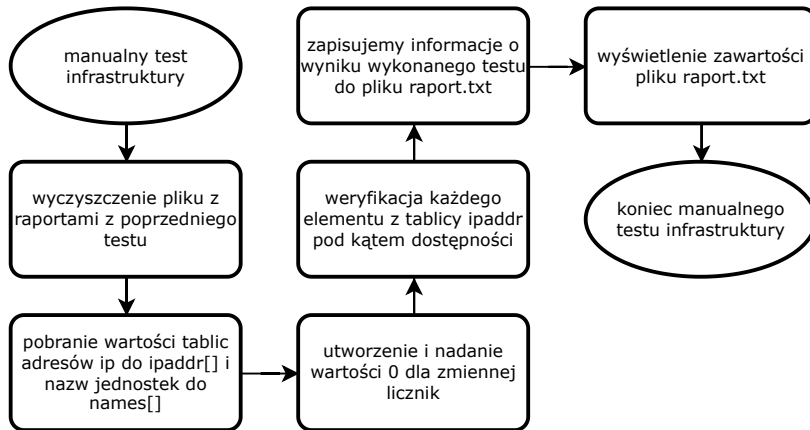 manualny test
infrastruktury
wyczyszczenie pliku z
raportami z poprzedniego
testu
pobranie wartości tablic
adresów ip do ipaddr[] i
nazw jednostek do
names[]
utworzenie i nadanie
wartości 0 dla zmiennej
licznik
weryfikacja każdego
elementu z tablicy ipaddr
pod kątem dostępności
zapisujemy informacje o
wyniku wykonanego testu
do pliku raport.txt
wyświetlenie zawartości
pliku raport.txt
koniec manualnego
testu infrastruktury